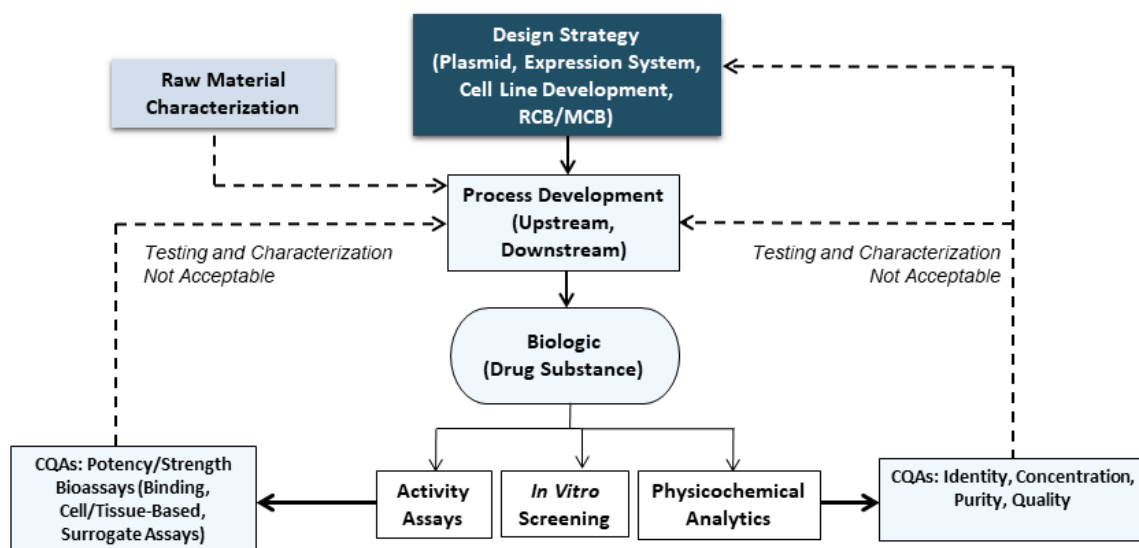 Design Strategy
(Plasmid, Expression System,
Cell Line Development,
RCB/MCB)
Raw Material
Characterization
Process Development
(Upstream,
Downstream)
Testing and Characterization
Not Acceptable
Testing and Characterization
Not Acceptable
Biologic
(Drug Substance)
CQAs: Potency/Strength
Bioassays (Binding,
Cell/Tissue-Based,
Surrogate Assays)
Activity
Assays
In Vitro
Screening
Physicochemical
Analytics
CQAs: Identity, Concentration,
Purity, Quality